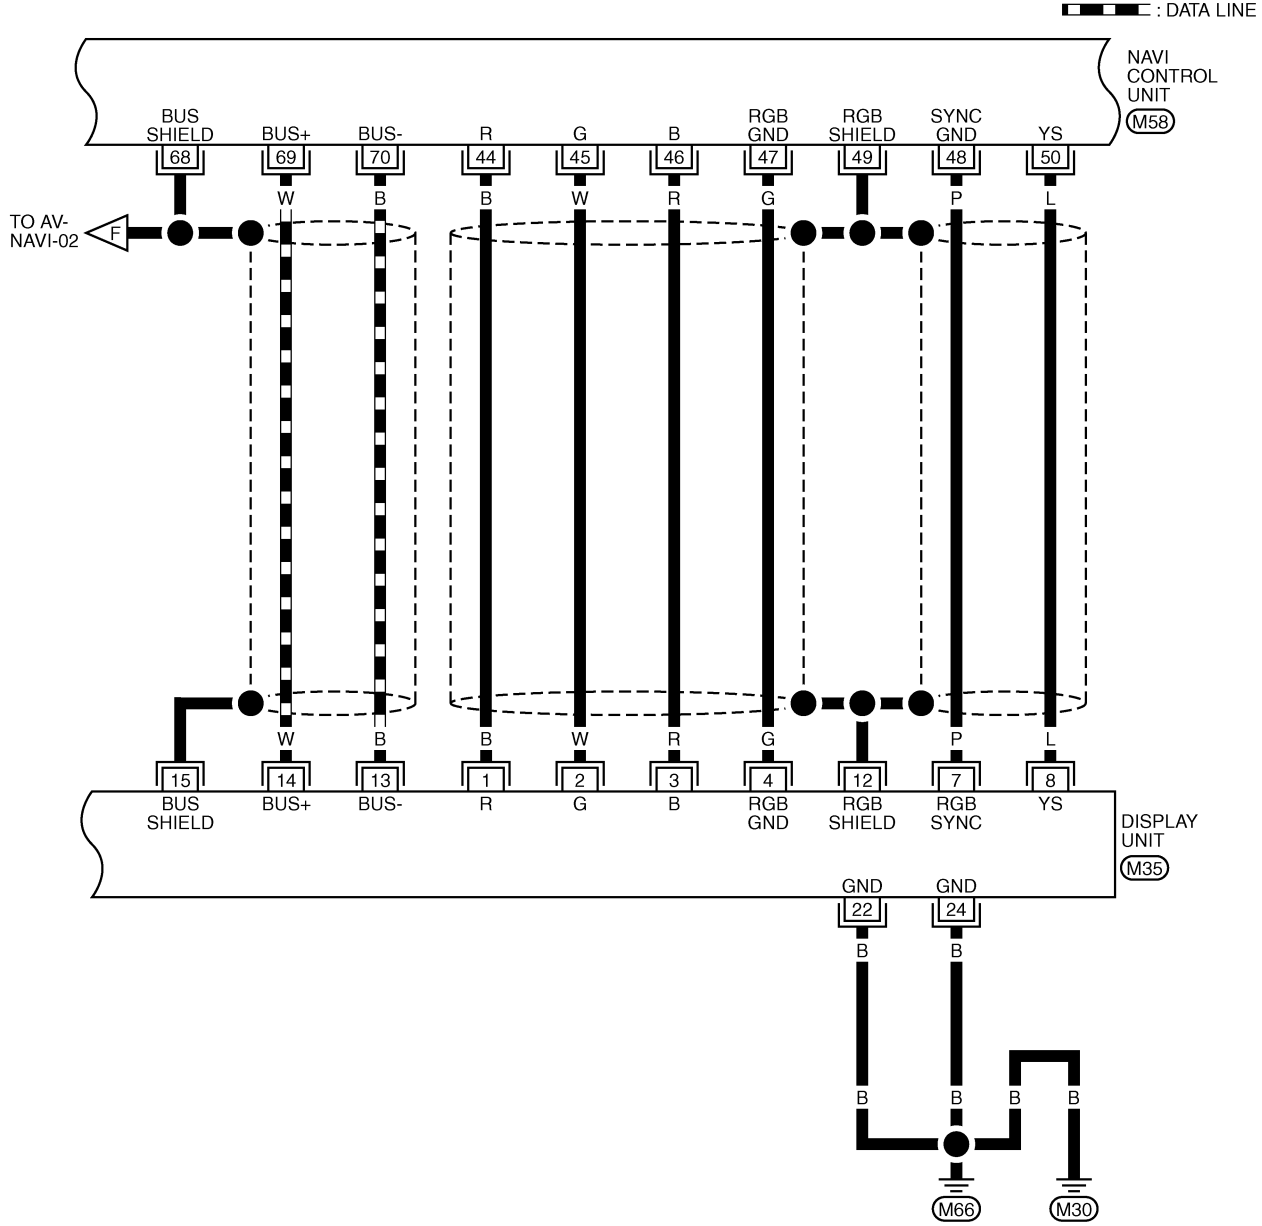 : DATA LINE
NAVI
CONTROL
UNIT
M58
BUS
SHIELD
BUS+
BUS-
R
G
B
RGB
GND
RGB
SHIELD
SYNC
GND
YS
68
69
70
44
45
46
47
49
48
50
W
B
B
W
R
G
P
L
TO AV-
NAVI-02
F
W
B
B
W
R
G
P
L
15
14
13
1
2
3
4
12
7
8
BUS
SHIELD
BUS+
BUS-
R
G
B
RGB
GND
RGB
SHIELD
RGB
SYNC
YS
DISPLAY
UNIT
M35
GND
GND
22
24
B
B
B
B
B
B
M66
M30